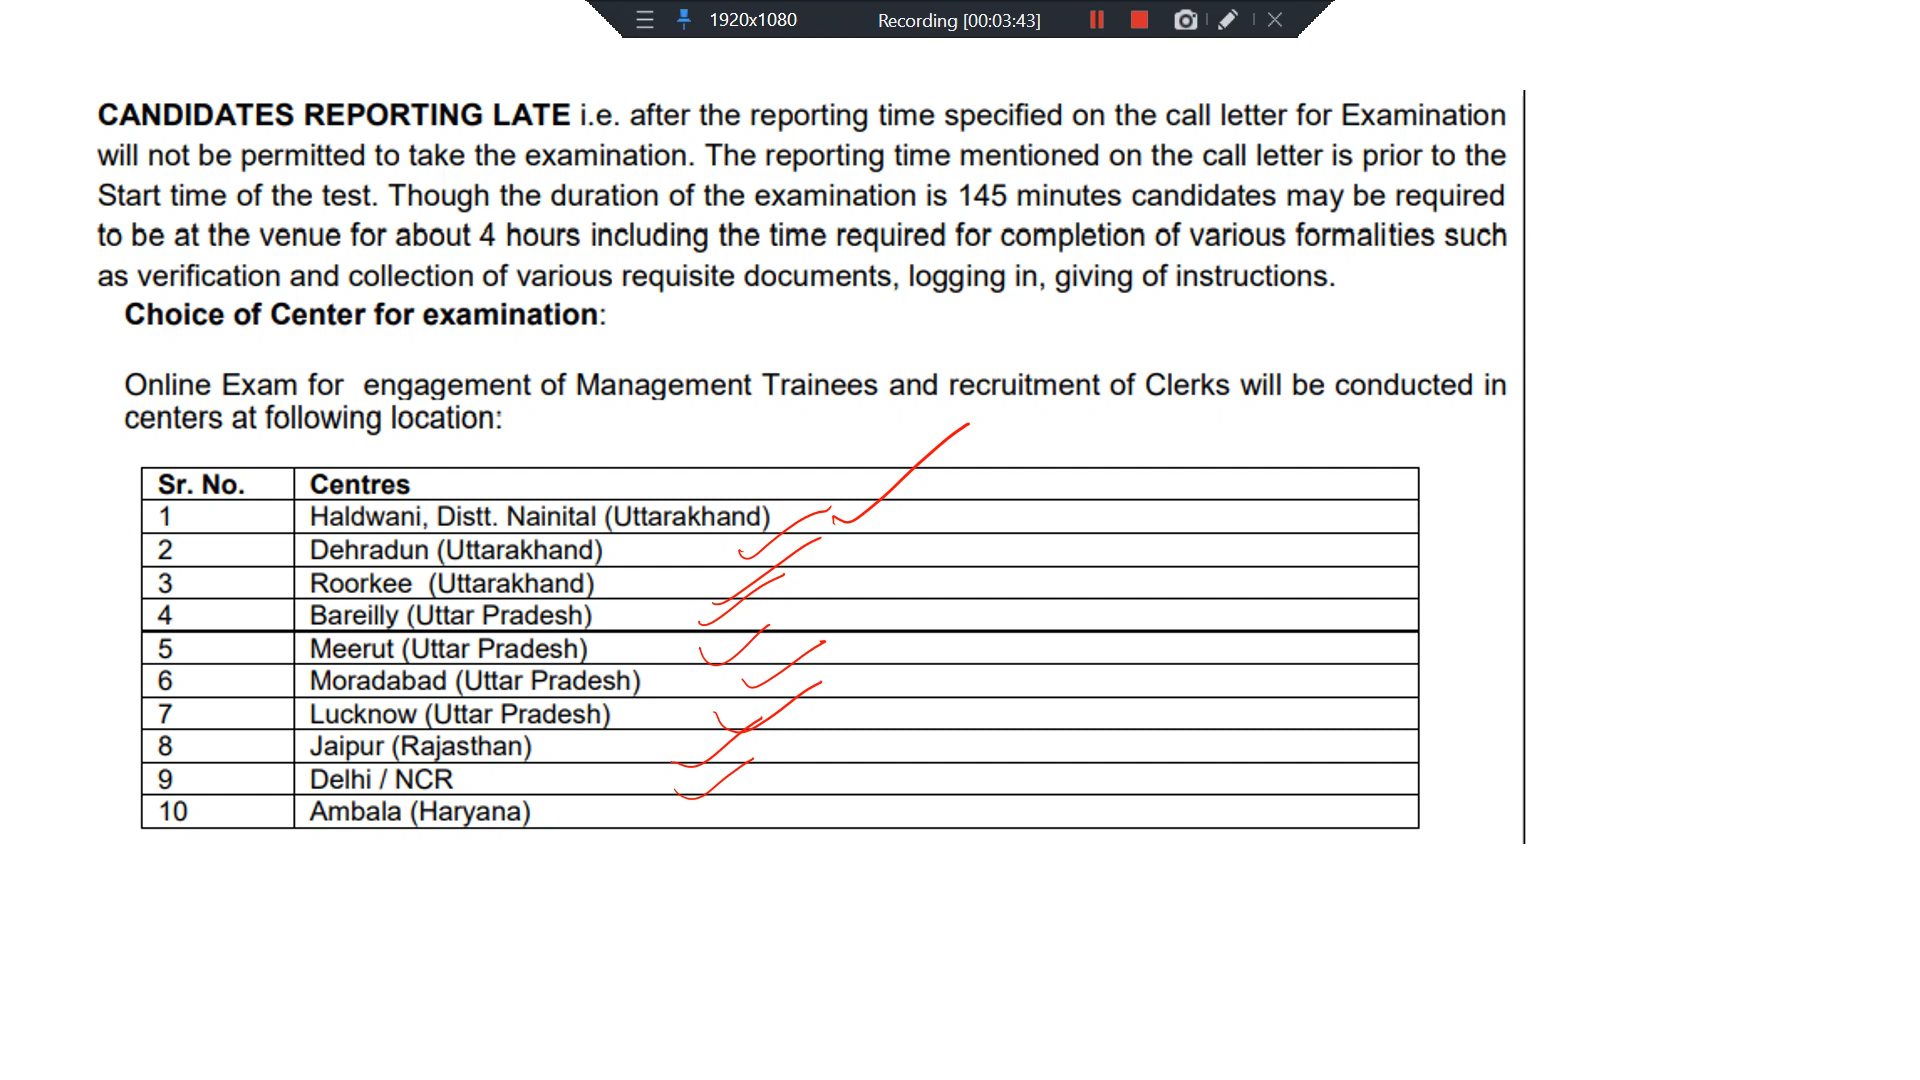 1920x1080 Recording [00:03:43]
CANDIDATES REPORTING LATE i.e. after the reporting time specified on the call letter for Examination
will not be permitted to take the examination. The reporting time mentioned on the call letter is prior to the
Start time of the test. Though the duration of the examination is 145 minutes candidates may be required
to be at the venue for about 4 hours including the time required for completion of various formalities such
as verification and collection of various requisite documents, logging in, giving of instructions.
Choice of Center for examination:
Online Exam for engagement of Management Trainees and recruitment of Clerks will be conducted in
centers at following location:
Sr. No. Centres
1 Haldwani, Distt. Nainital (Uttarakhand)
2 Dehradun (Uttarakhand)
3 Roorkee (Uttarakhand)
4 Bareilly (Uttar Pradesh)
5 Meerut (Uttar Pradesh)
6 Moradabad (Uttar Pradesh)
7 Lucknow (Uttar Pradesh)
8 Jaipur (Rajasthan)
9 Delhi / NCR
10 Ambala (Haryana)